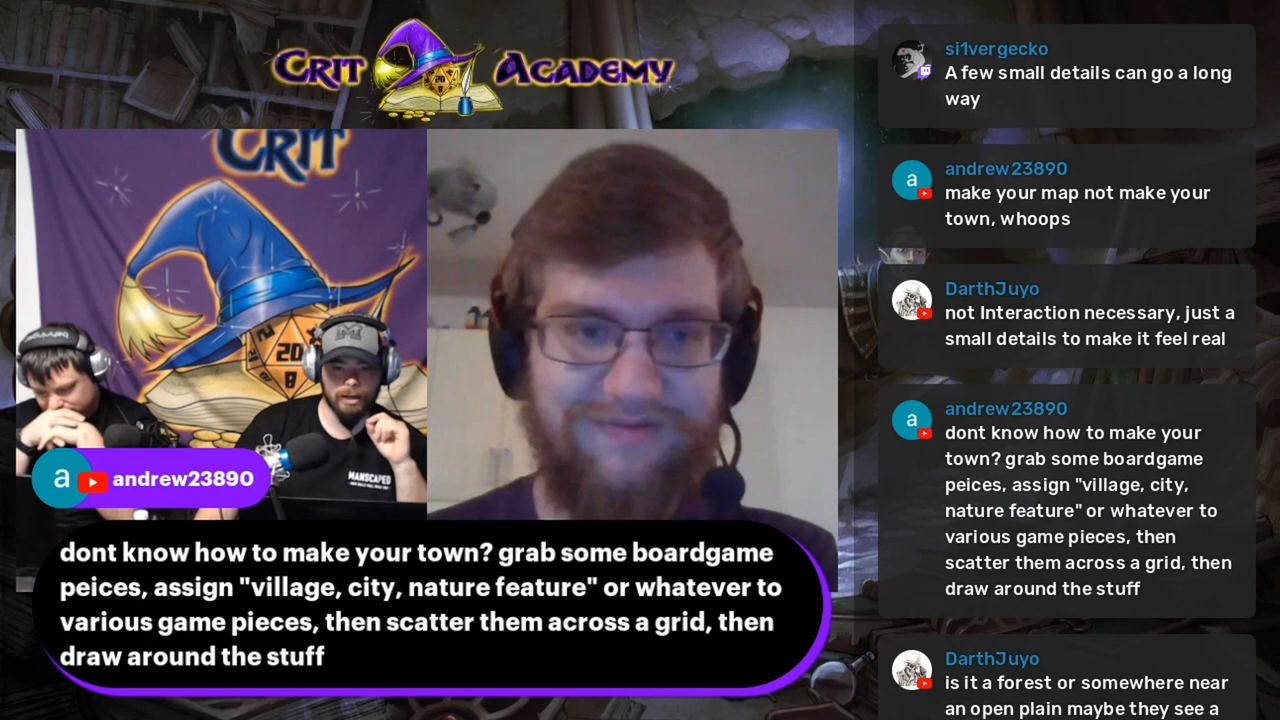 CRIT ACADEMY
CRIT
20
8
MANSCAPED
a andrew23890
dont know how to make your town? grab some boardgame
peices, assign "village, city, nature feature" or whatever to
various game pieces, then scatter them across a grid, then
draw around the stuff
si1vergecko
A few small details can go a long
way
a andrew23890
make your map not make your
town, whoops
DarthJuyo
not Interaction necessary, just a
small details to make it feel real
a andrew23890
dont know how to make your
town? grab some boardgame
peices, assign "village, city,
nature feature" or whatever to
various game pieces, then
scatter them across a grid, then
draw around the stuff
DarthJuyo
is it a forest or somewhere near
an open plain maybe they see a